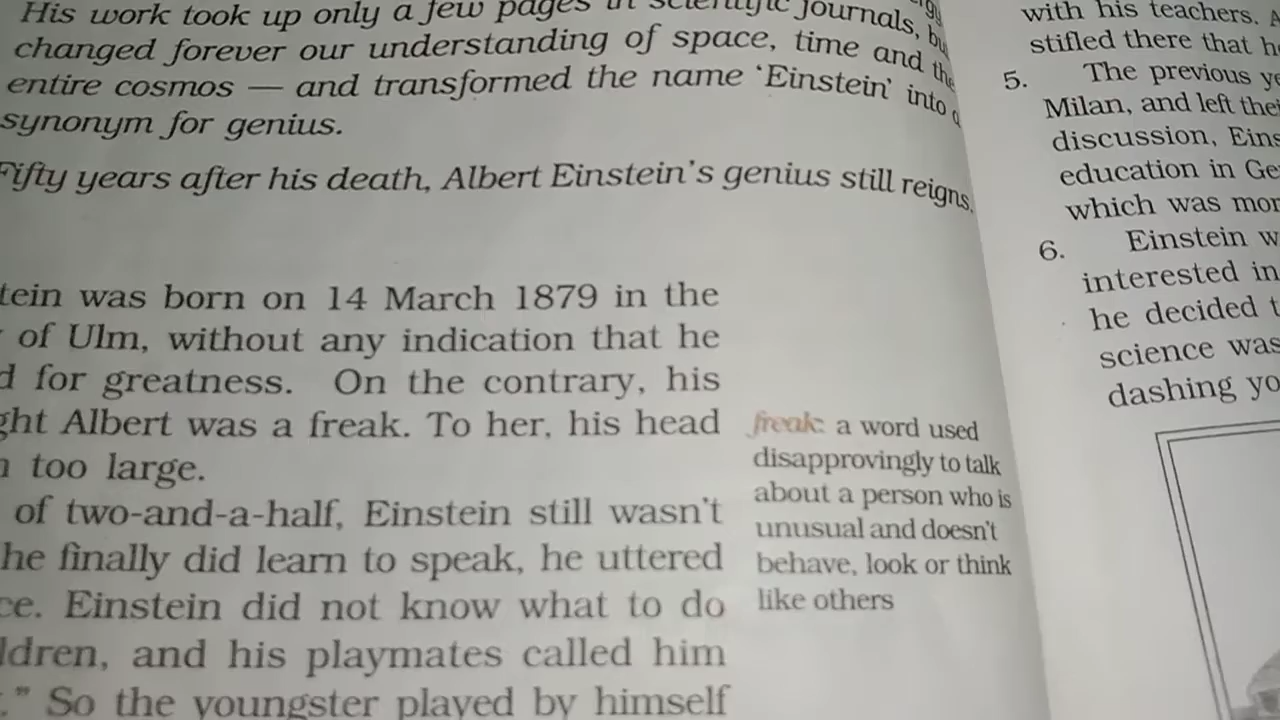 His work took up only a few pages in scientific journals, but
changed forever our understanding of space, time and the
entire cosmos — and transformed the name ‘Einstein’ into a
synonym for genius.
Fifty years after his death, Albert Einstein’s genius still reigns.
tein was born on 14 March 1879 in the
of Ulm, without any indication that he
d for greatness. On the contrary, his
ght Albert was a freak. To her, his head
too large.
of two-and-a-half, Einstein still wasn’t
he finally did learn to speak, he uttered
ce. Einstein did not know what to do
ldren, and his playmates called him
.” So the youngster played by himself
freak: a word used
disapprovingly to talk
about a person who is
unusual and doesn’t
behave, look or think
like others
with his teachers.
stifled there that h
5. The previous ye
Milan, and left thei
discussion, Eins
education in Ge
which was mor
6. Einstein w
interested in
he decided t
science was
dashing yo